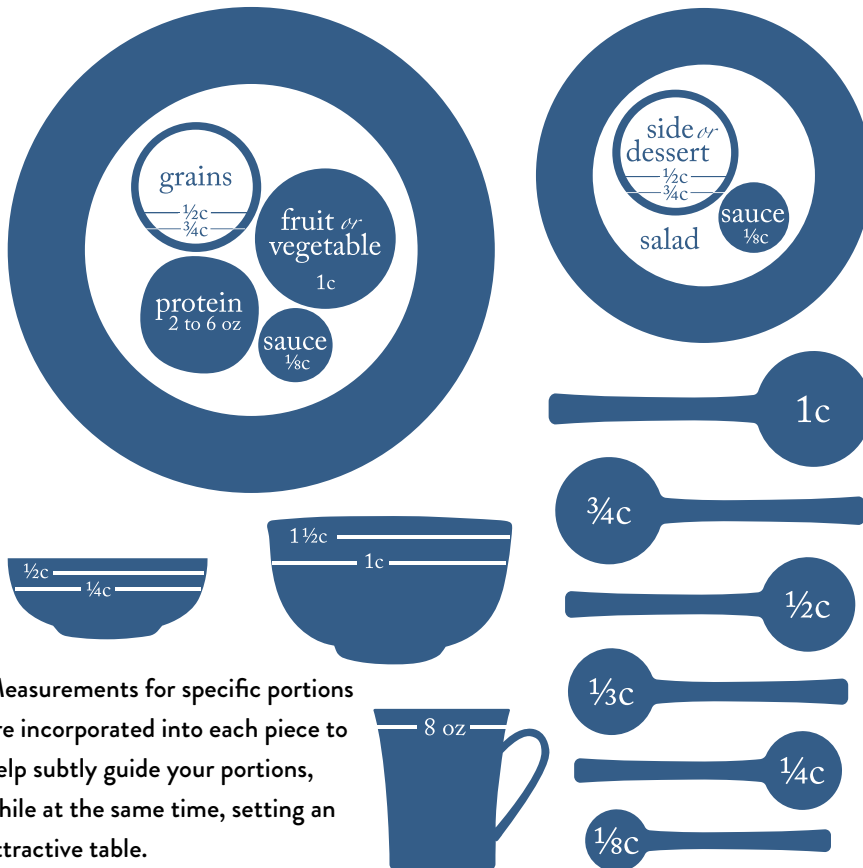 grains
½c
¾c
fruit or
vegetable
1c
protein
2 to 6 oz
sauce
⅛c
side or
dessert
½c
¾c
sauce
⅛c
salad
1c
¾c
½c
⅓c
¼c
⅛c
1½c
1c
½c
¼c
8 oz
Measurements for specific portions
re incorporated into each piece to
elp subtly guide your portions,
hile at the same time, setting an
ttractive table.